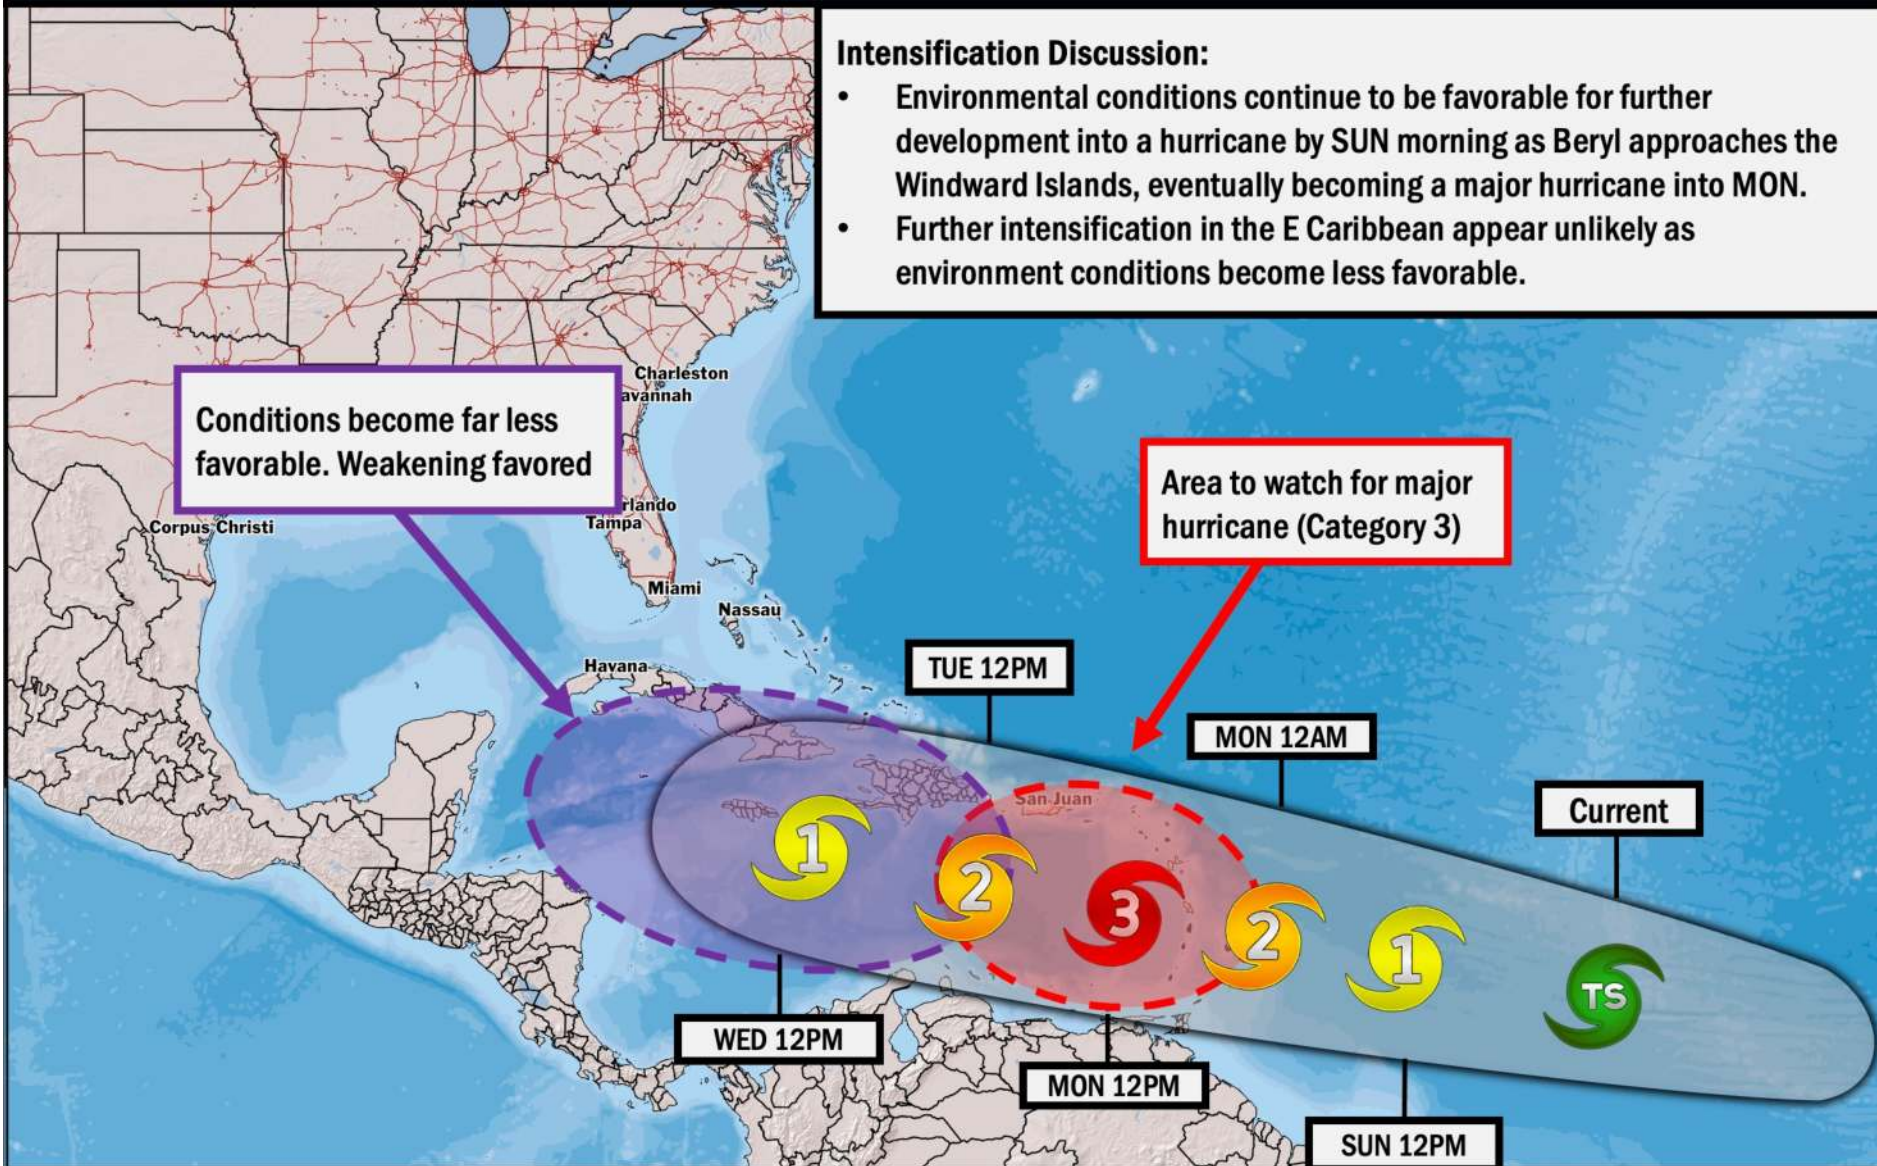 Intensification Discussion:
• Environmental conditions continue to be favorable for further
development into a hurricane by SUN morning as Beryl approaches the
Windward Islands, eventually becoming a major hurricane into MON.
• Further intensification in the E Caribbean appear unlikely as
environment conditions become less favorable.
Charleston
avannah
Conditions become far less
favorable. Weakening favored
Area to watch for major
hurricane (Category 3)
rlando
Tampa
Corpus Christi
Miami
Nassau
Havana
TUE 12PM
MON 12AM
San Juan
Current
1
2
3
2
1
TS
WED 12PM
MON 12PM
SUN 12PM